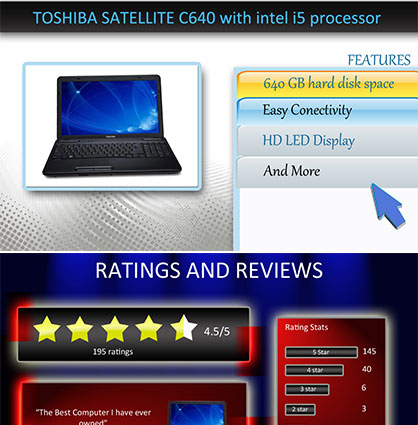 TOSHIBA SATELLITE C640 with intel i5 processor
FEATURES
640 GB hard disk space
Easy Conectivity
HD LED Display
And More
RATINGS AND REVIEWS
4.5/5
195 ratings
Rating Stats
5 Star 145
4 star 40
3 star 6
2 star 3
"The Best Computer I have ever
owned"